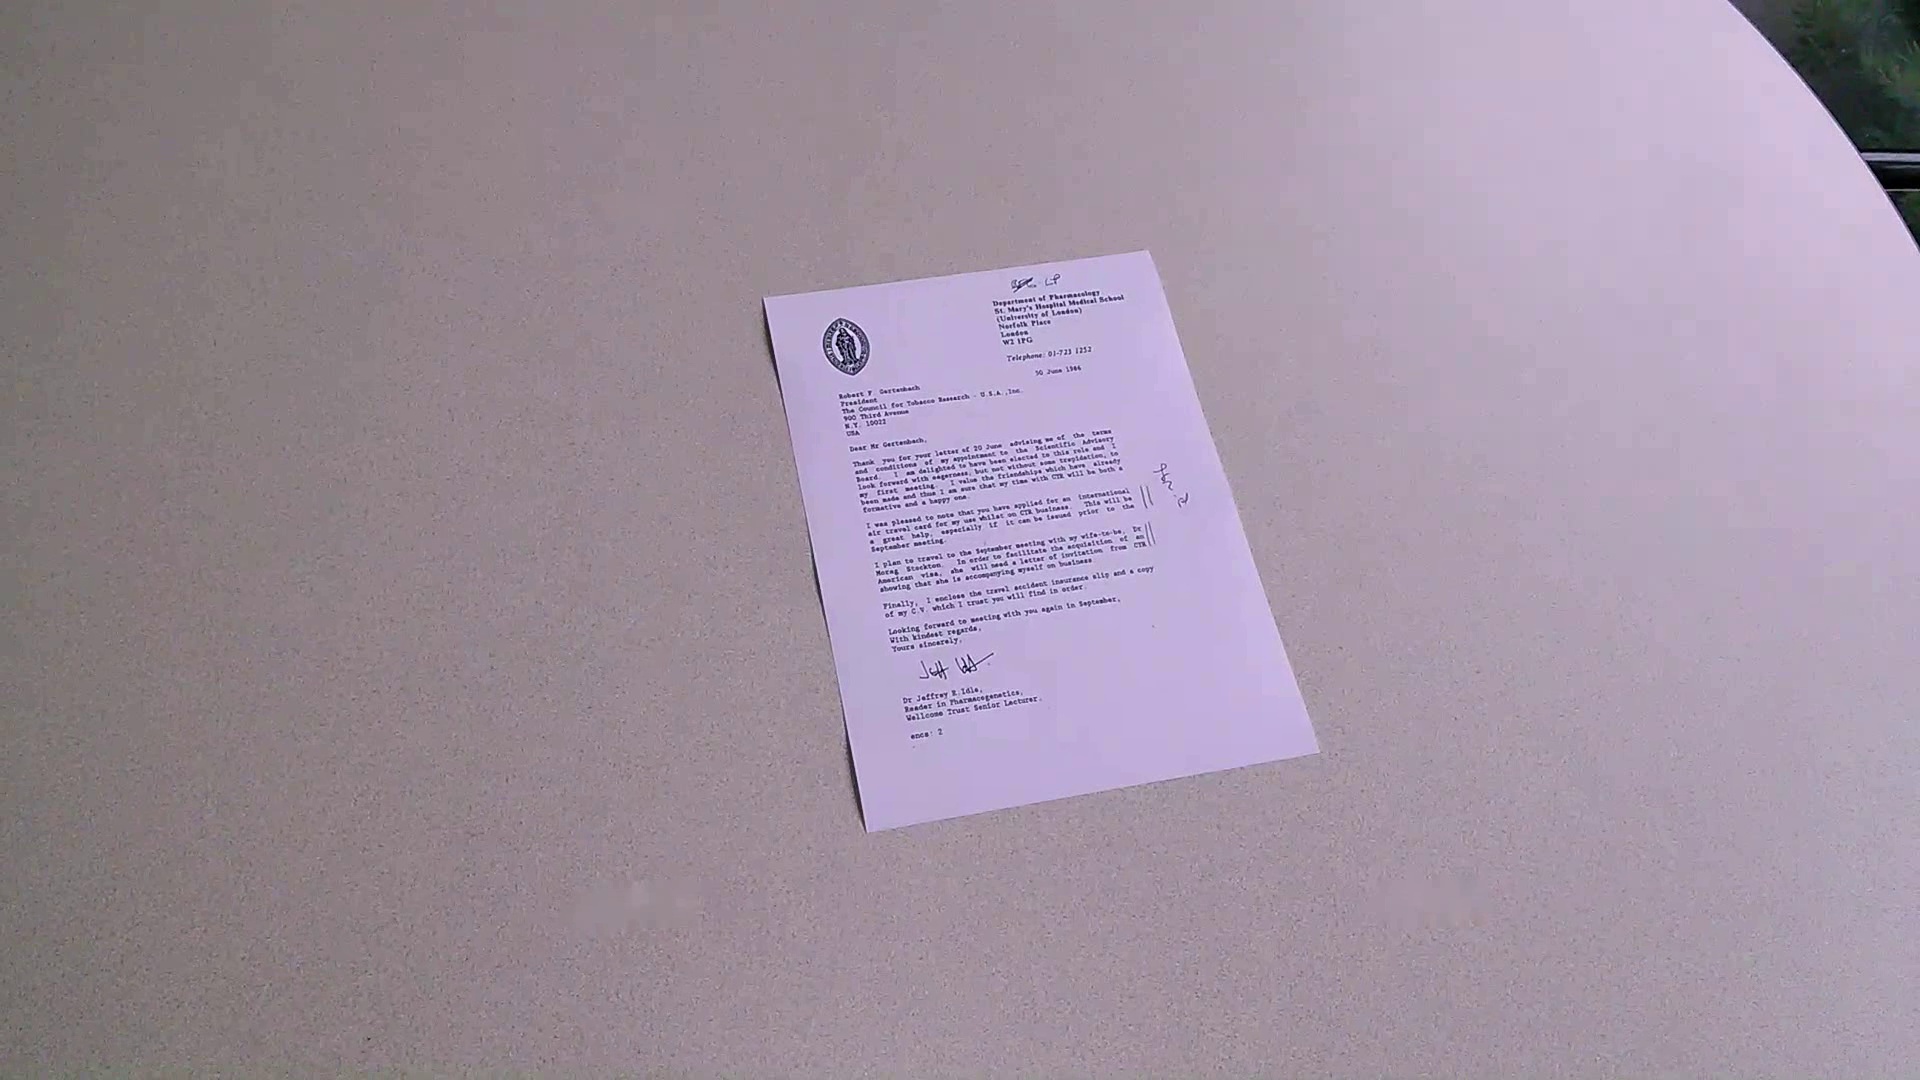 Department of Pharmacology
St. Mary's Hospital Medical School
(University of London)
Norfolk Place
London
W2 1PG
Telephone: 01-723 1252
30 June 1986
Robert F. Gertenbach
President
The Council for Tobacco Research - U.S.A.,Inc.
900 Third Avenue
N.Y. 10022
USA
Dear Mr Gertenbach,
Thank you for your letter of 20 June advising me of the terms
and conditions of my appointment to the Scientific Advisory
Board. I am delighted to have been elected to this role and I
look forward with eagerness, but not without some trepidation, to
my first meeting. I value the friendships which have already
been made and thus I am sure that my time with CTR will be both a
formative and a happy one.
I was pleased to note that you have applied for an international
air travel card for my use whilst on CTR business. This will be
a great help, especially if it can be issued prior to the
September meeting.
I plan to travel to the September meeting with my wife-to-be, Dr
Morag Stockton. In order to facilitate the acquisition of an
American visa, she will need a letter of invitation from CTR
showing that she is accompanying myself on business
Finally, I enclose the travel accident insurance slip and a copy
of my C.V. which I trust you will find in order.
Looking forward to meeting with you again in September,
With kindest regards,
Yours sincerely,
Dr Jeffrey R.Idle,
Reader in Pharmacogenetics,
Wellcome Trust Senior Lecturer.
encs: 2